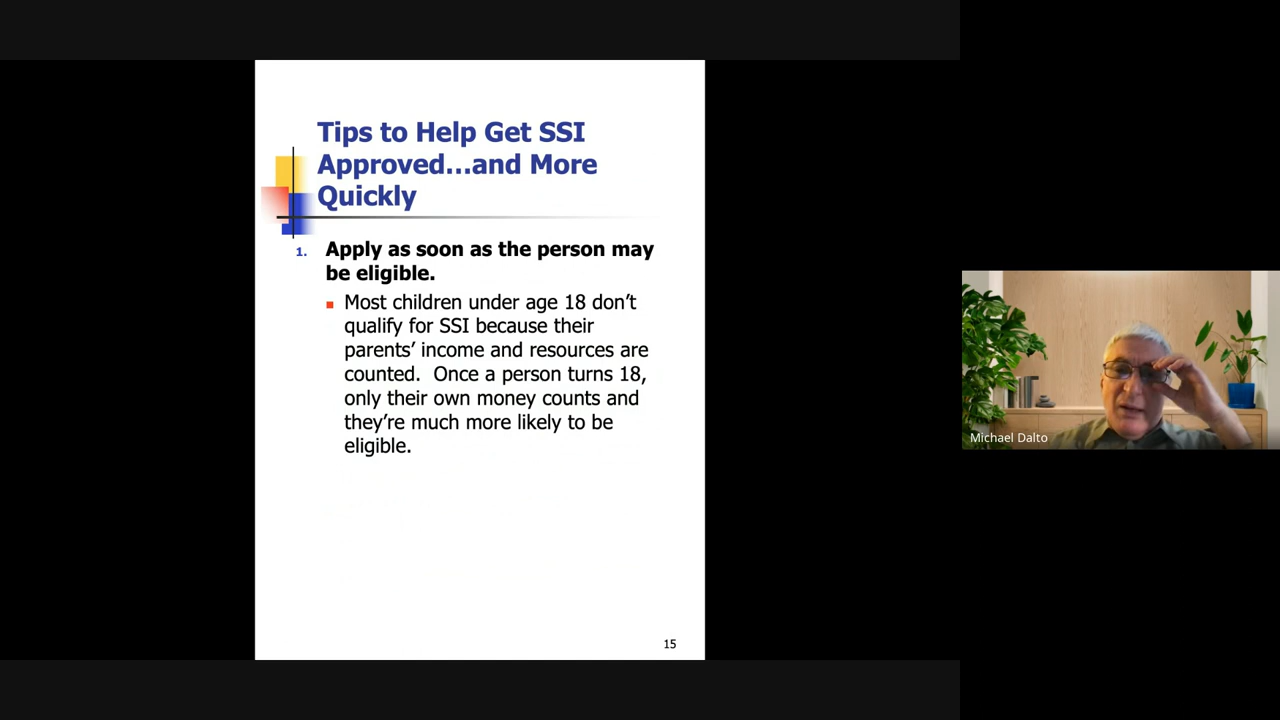 Tips to Help Get SSI
Approved...and More
Quickly
1. Apply as soon as the person may
be eligible.
Most children under age 18 don’t
qualify for SSI because their
parents’ income and resources are
counted.  Once a person turns 18,
only their own money counts and
they’re much more likely to be
eligible.
15
Michael Dalto